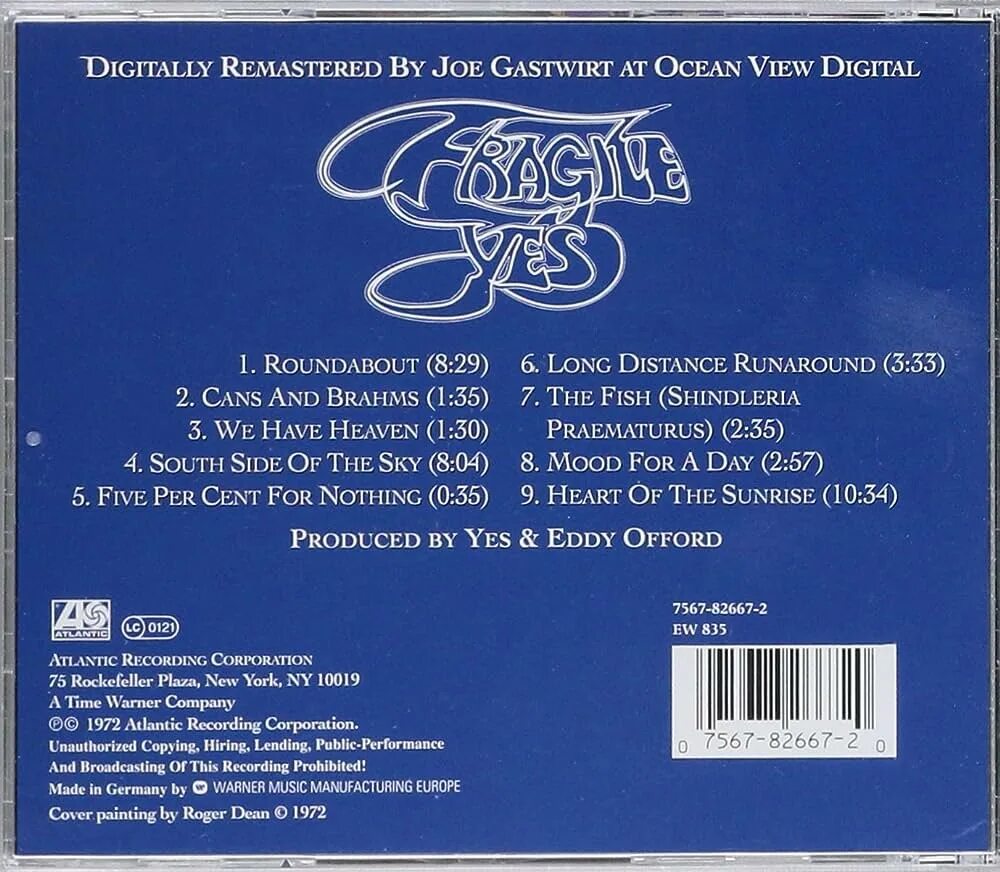 Digitally Remastered By Joe Gastwirt at Ocean View Digital
FRAGILE
YES
1. Roundabout (8:29)
2. Cans And Brahms (1:35)
3. We Have Heaven (1:30)
4. South Side Of The Sky (8:04)
5. Five Per Cent For Nothing (0:35)
6. Long Distance Runaround (3:33)
7. The Fish (Shindleria
Praematurus) (2:35)
8. Mood For A Day (2:57)
9. Heart Of The Sunrise (10:34)
Produced by Yes & Eddy Offord
ATLANTIC
LC 0121
Atlantic Recording Corporation
75 Rockefeller Plaza, New York, NY 10019
A Time Warner Company
℗© 1972 Atlantic Recording Corporation.
Unauthorized Copying, Hiring, Lending, Public-Performance
And Broadcasting Of This Recording Prohibited!
Made in Germany by WARNER MUSIC MANUFACTURING EUROPE
Cover painting by Roger Dean © 1972
7567-82667-2
EW 835
0 7567-82667-2 0